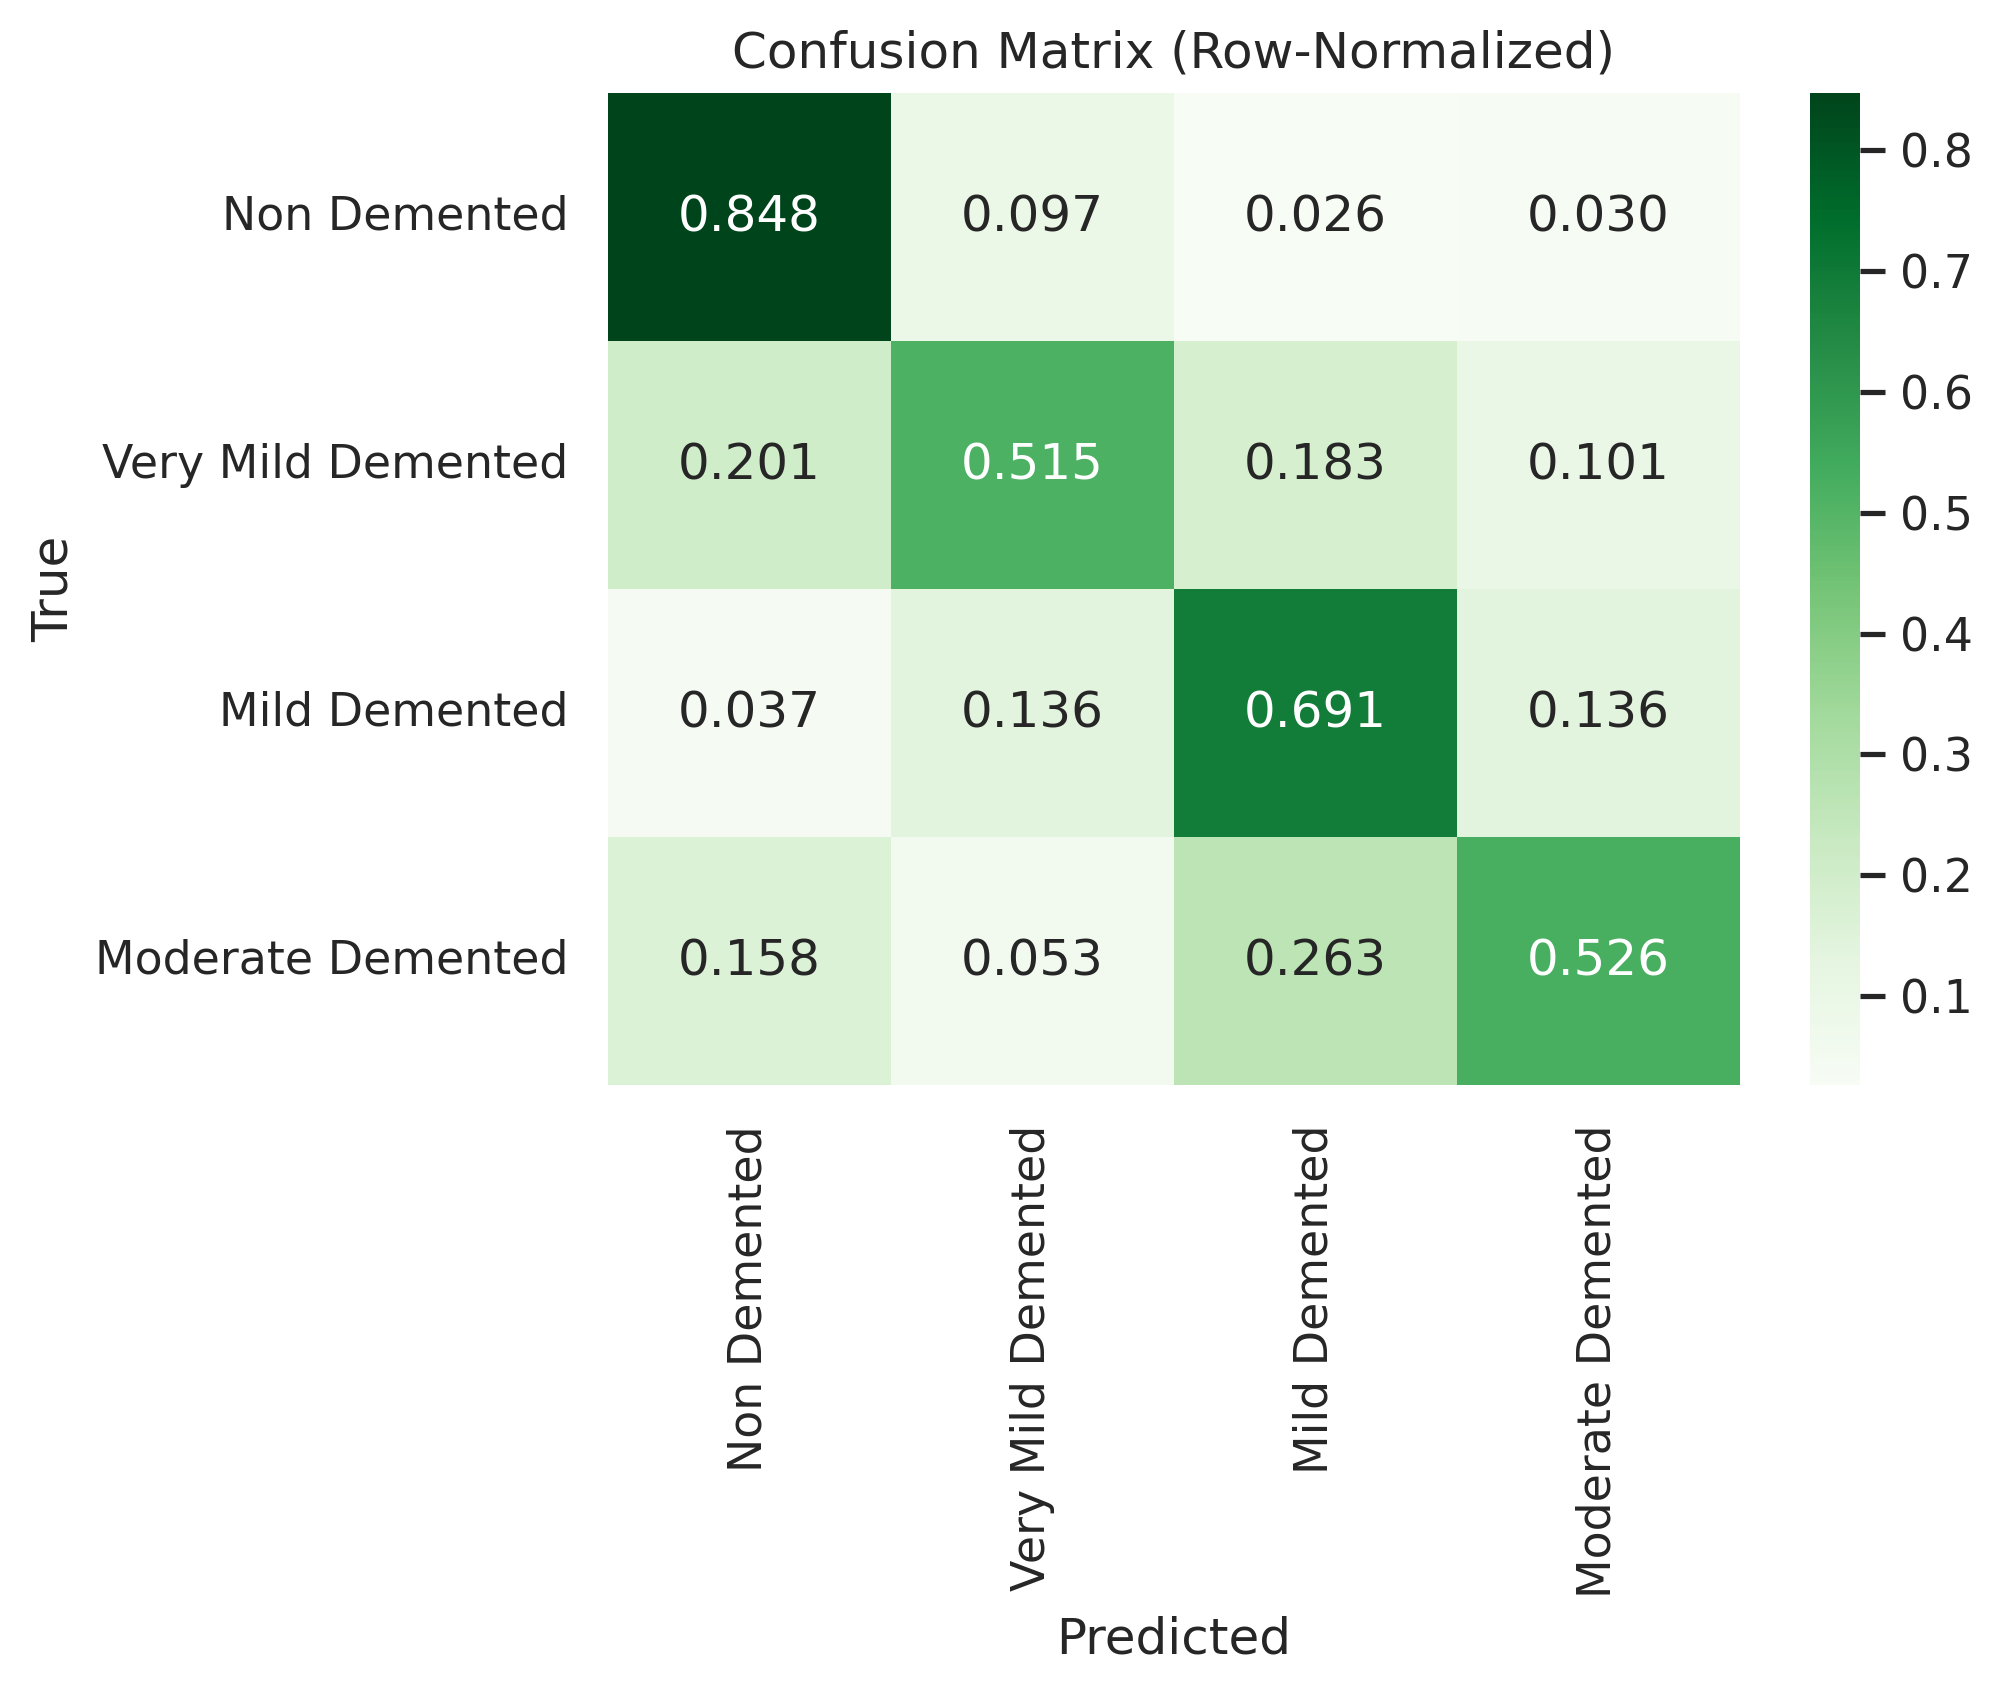 Confusion Matrix (Row-Normalized)
True
Non Demented
0.848 0.097 0.026 0.030
Very Mild Demented
0.201 0.515 0.183 0.101
Mild Demented
0.037 0.136 0.691 0.136
Moderate Demented
0.158 0.053 0.263 0.526
Non Demented
Very Mild Demented
Mild Demented
Moderate Demented
Predicted
0.8
0.7
0.6
0.5
0.4
0.3
0.2
0.1